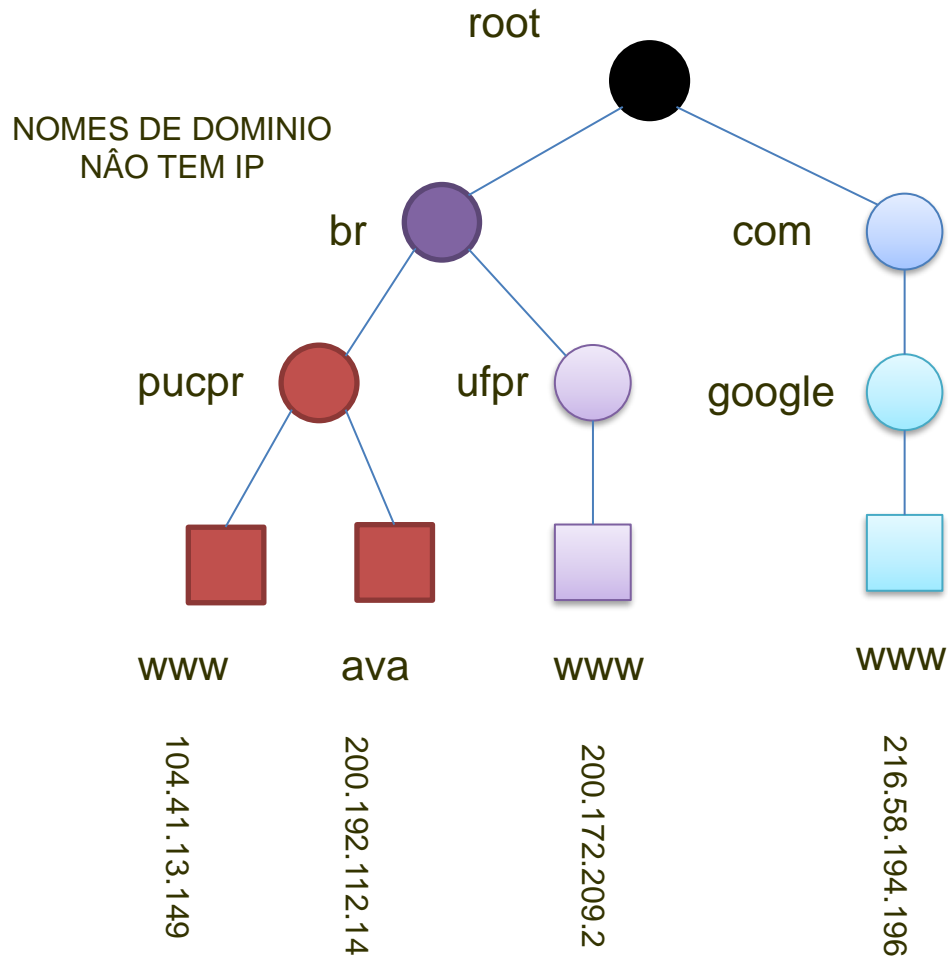 root
NOMES DE DOMINIO
NÂO TEM IP
br
com
pucpr
ufpr
google
www
ava
www
www
104.41.13.149
200.192.112.14
200.172.209.2
216.58.194.196